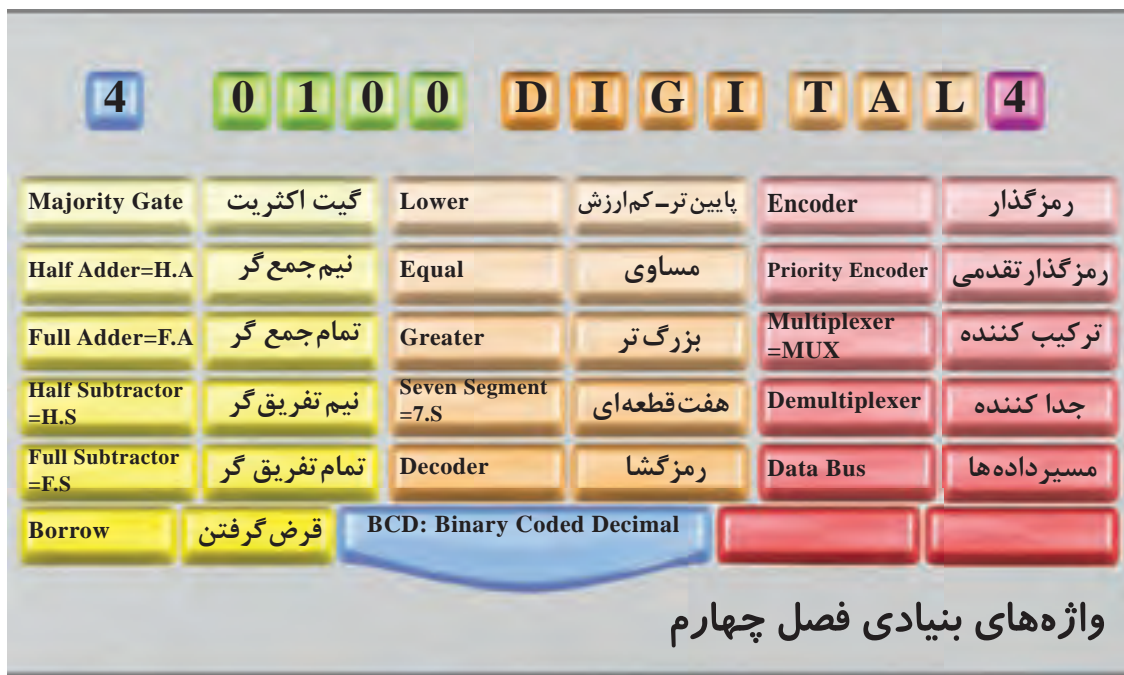 4 0100 DIGITAL 4
Majority Gate گیت اکثریت Lower پایین‌تر ـ کم‌ارزش Encoder رمزگذار
Half Adder=H.A نیم‌جمع‌گر Equal مساوی Priority Encoder رمزگذار تقدمی
Full Adder=F.A تمام‌جمع گر Greater بزرگ‌تر Multiplexer =MUX ترکیب کننده
Half Subtractor =H.S نیم‌تفریق‌گر Seven Segment =7.S هفت‌قطعه‌ای Demultiplexer جدا کننده
Full Subtractor =F.S تمام‌تفریق گر Decoder رمزگشا Data Bus مسیر داده‌ها
Borrow قرض گرفتن BCD: Binary Coded Decimal
واژه‌های بنیادی فصل چهارم